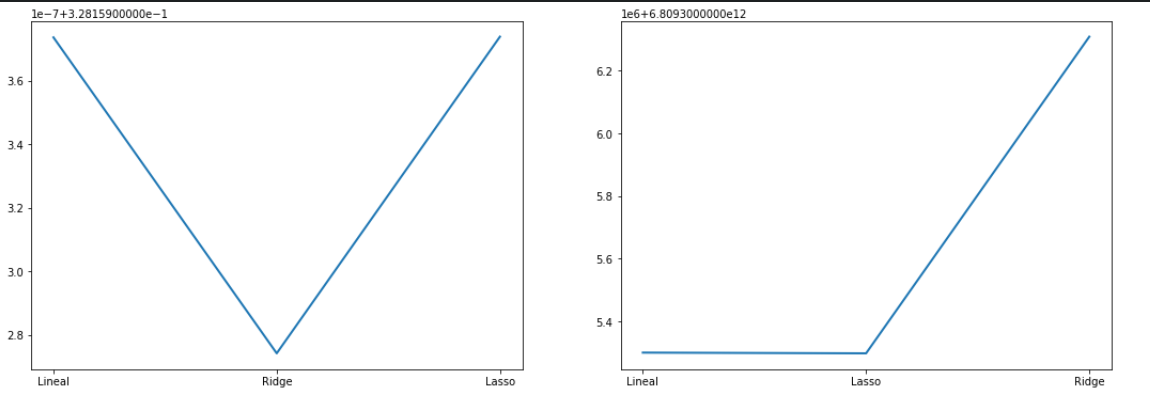 1e-7+3.2815900000e-1
3.6
3.4
3.2
3.0
2.8
Lineal Ridge Lasso
1e6+6.8093000000e12
6.2
6.0
5.8
5.6
5.4
Lineal Lasso Ridge